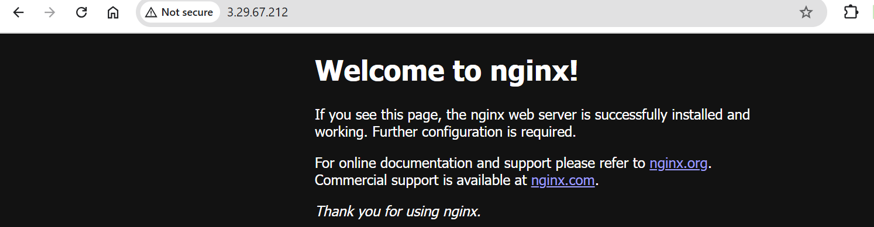 Not secure 3.29.67.212
Welcome to nginx!
If you see this page, the nginx web server is successfully installed and
working. Further configuration is required.
For online documentation and support please refer to nginx.org.
Commercial support is available at nginx.com.
Thank you for using nginx.